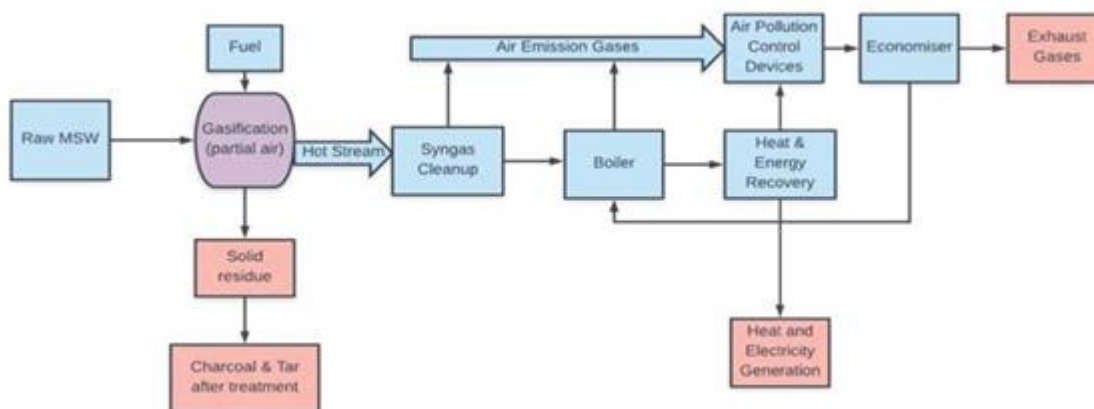 Fuel
Raw MSW
Gasification
(partial air)
Hot Stream
Solid
residue
Charcoal & Tar
after treatment
Air Emission Gases
Syngas
Cleanup
Boiler
Air Pollution
Control
Devices
Heat &
Energy
Recovery
Heat and
Electricity
Generation
Economiser
Exhaust
Gases